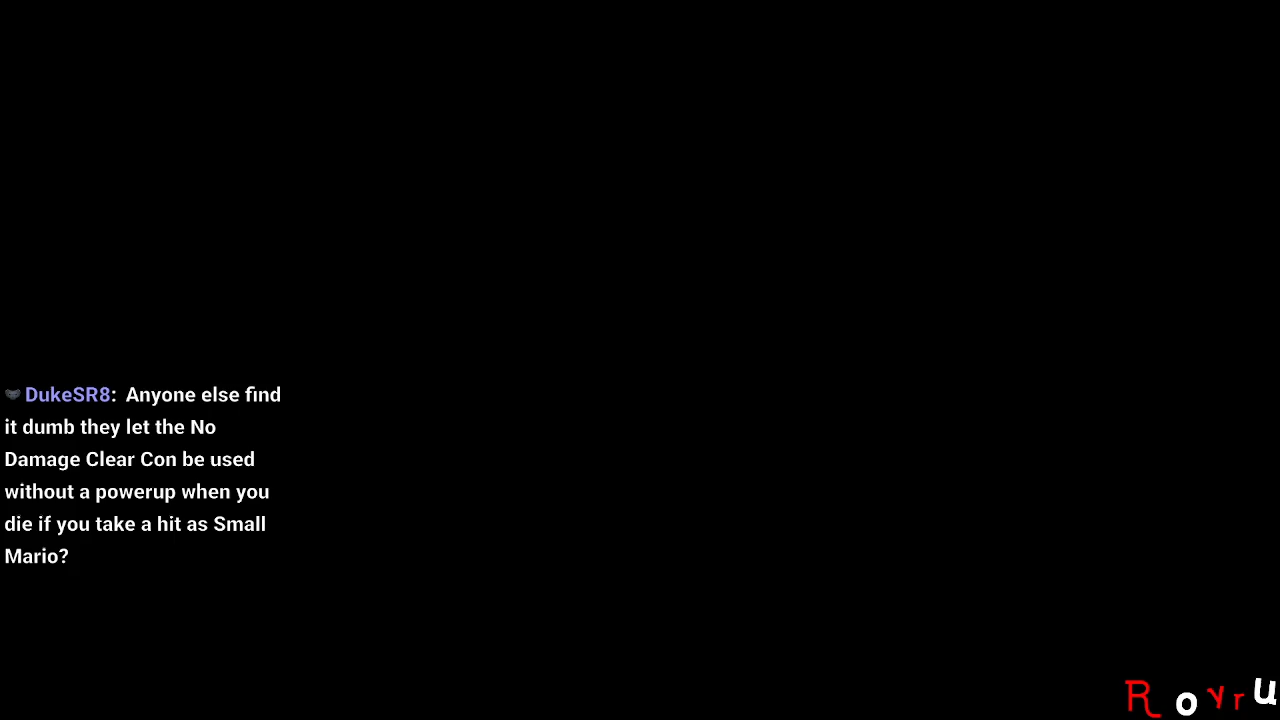 DukeSR8: Anyone else find
it dumb they let the No
Damage Clear Con be used
without a powerup when you
die if you take a hit as Small
Mario?
Royru